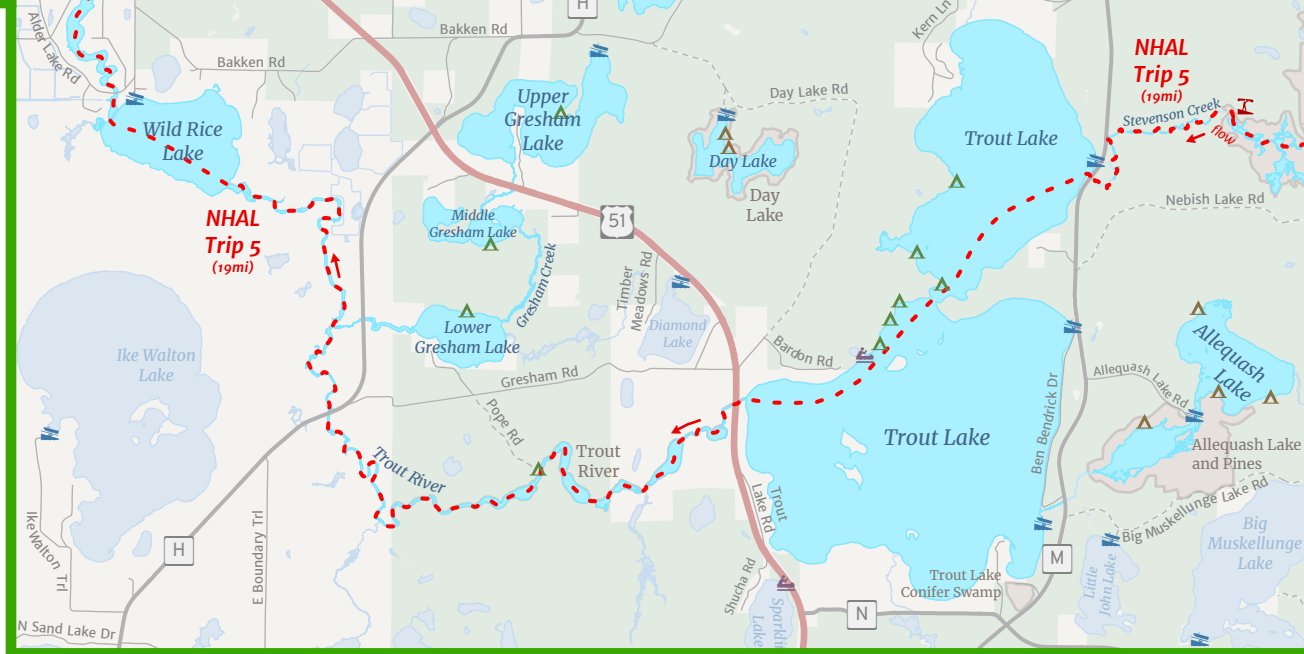 H
Kern Ln
Bakken Rd
Alder Lake Rd
Bakken Rd
NHAL
Trip 5
(19mi)
Day Lake Rd
Upper
Gresham
Lake
Stevenson Creek
flow
Wild Rice
Lake
Trout Lake
Day Lake
Day
Lake
Nebish Lake Rd
NHAL
Trip 5
(19mi)
Middle
Gresham Lake
51
Gresham Creek
Timber
Meadows Rd
Diamond
Lake
Lower
Gresham Lake
Ike Walton
Lake
Bardon Rd
Gresham Rd
Allequash
Lake
Allequash Lake Rd
Ben Bendrick Dr
Pope Rd
Trout Lake
Trout
River
Allequash Lake
and Pines
Trout River
Trout
Lake Rd
Big Muskellunge Lake Rd
Big
Muskellunge
Lake
Ike Walton Trl
E Boundary Trl
H
M
Shucha Rd
Trout Lake
Conifer Swamp
Little
John Lake
Lake
N
N Sand Lake Dr